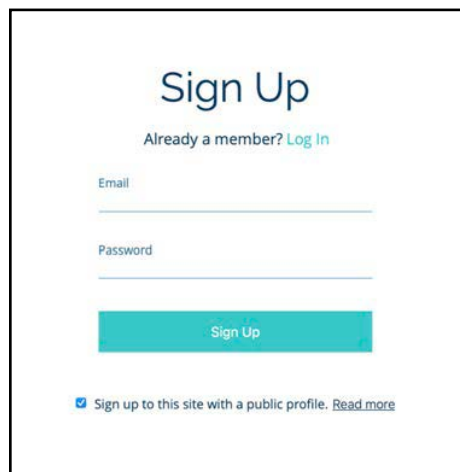 Sign Up
Already a member? Log In
Email
Password
Sign Up
Sign up to this site with a public profile. Read more